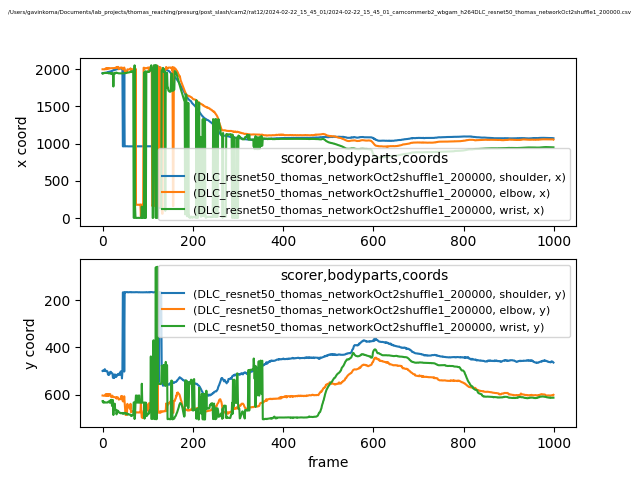 /Users/gavinkoma/Documents/lab_projects/thomas_reaching/presurg/post_slash/cam2/rat12/2024-02-22_15_45_01/2024-02-22_15_45_01_camcommerb2_wbgam_h264DLC_resnet50_thomas_networkOct2shuffle1_200000.csv
2000
1500
1000
500
0
x coord
scorer,bodyparts,coords
(DLC_resnet50_thomas_networkOct2shuffle1_200000, shoulder, x)
(DLC_resnet50_thomas_networkOct2shuffle1_200000, elbow, x)
(DLC_resnet50_thomas_networkOct2shuffle1_200000, wrist, x)
0 200 400 600 800 1000
200
400
600
y coord
scorer,bodyparts,coords
(DLC_resnet50_thomas_networkOct2shuffle1_200000, shoulder, y)
(DLC_resnet50_thomas_networkOct2shuffle1_200000, elbow, y)
(DLC_resnet50_thomas_networkOct2shuffle1_200000, wrist, y)
0 200 400 600 800 1000
frame